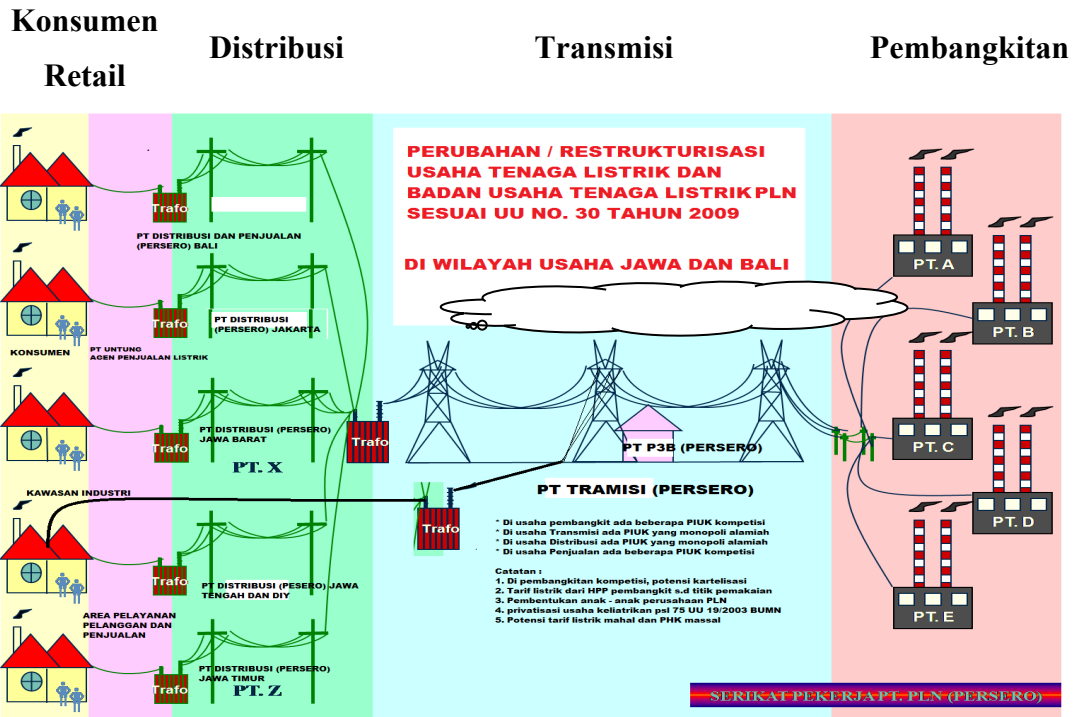 Konsumen
Retail
Distribusi
Transmisi
Pembangkitan
PERUBAHAN / RESTRUKTURISASI
USAHA TENAGA LISTRIK DAN
BADAN USAHA TENAGA LISTRIK PLN
SESUAI UU NO. 30 TAHUN 2009
DI WILAYAH USAHA JAWA DAN BALI
8
Trafo
PT DISTRIBUSI DAN PENJUALAN
(PERSERO) BALI
Trafo
PT DISTRIBUSI
(PERSERO) JAKARTA
KONSUMEN
PT UNTUNG
AGEN PENJUALAN LISTRIK
Trafo
PT DISTRIBUSI (PERSERO)
JAWA BARAT
PT. X
Trafo
KAWASAN INDUSTRI
Trafo
PT DISTRIBUSI (PESERO) JAWA
TENGAH DAN DIY
AREA PELAYANAN
PELANGGAN DAN
PENJUALAN
Trafo
PT DISTRIBUSI (PERSERO)
JAWA TIMUR
PT. Z
Trafo
PT P3B (PERSERO)
PT TRAMISI (PERSERO)
* Di usaha pembangkit ada beberapa PIUK kompetisi
* Di usaha Transmisi ada PIUK yang monopoli alamiah
* Di usaha Distribusi ada PIUK yang monopoli alamiah
* Di usaha Penjualan ada beberapa PIUK kompetisi
Catatan :
1. Di pembangkitan kompetisi, potensi kartelisasi
2. Tarif listrik dari HPP pembangkit s.d titik pemakaian
3. Pembentukan anak - anak perusahaan PLN
4. privatisasi usaha keliatrikan psl 75 UU 19/2003 BUMN
5. Potensi tarif listrik mahal dan PHK massal
PT. A
PT. B
PT. C
PT. D
PT. E
SERIKAT PEKERJA PT. PLN (PERSERO)